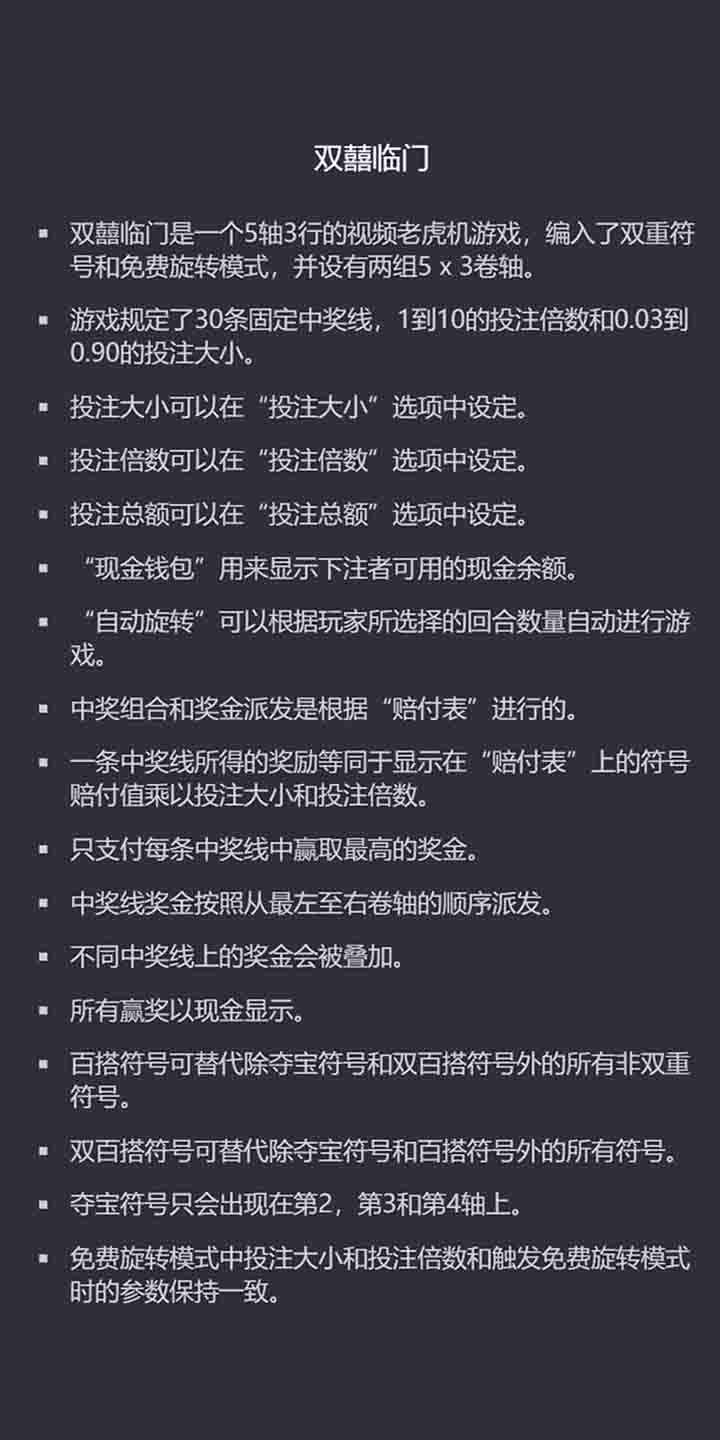 双囍临门
▪ 双囍临门是一个5轴3行的视频老虎机游戏，编入了双重符
号和免费旋转模式，并设有两组5 x 3卷轴。
▪ 游戏规定了30条固定中奖线，1到10的投注倍数和0.03到
0.90的投注大小。
▪ 投注大小可以在“投注大小”选项中设定。
▪ 投注倍数可以在“投注倍数“选项中设定。
▪ 投注总额可以在“投注总额”选项中设定。
▪ “现金钱包”用来显示下注者可用的现金余额。
▪ “自动旋转”可以根据玩家所选择的回合数量自动进行游
戏。
▪ 中奖组合和奖金派发是根据“赔付表”进行的。
▪ 一条中奖线所得的奖励等同于显示在“赔付表”上的符号
赔付值乘以投注大小和投注倍数。
▪ 只支付每条中奖线中赢取最高的奖金。
▪ 中奖线奖金按照从最左至右卷轴的顺序派发。
▪ 不同中奖线上的奖金会被叠加。
▪ 所有赢奖以现金显示。
▪ 百搭符号可替代除夺宝符号和双百搭符号外的所有非双重
符号。
▪ 双百搭符号可替代除夺宝符号和百搭符号外的所有符号。
▪ 夺宝符号只会出现在第2，第3和第4轴上。
▪ 免费旋转模式中投注大小和投注倍数和触发免费旋转模式
时的参数保持一致。